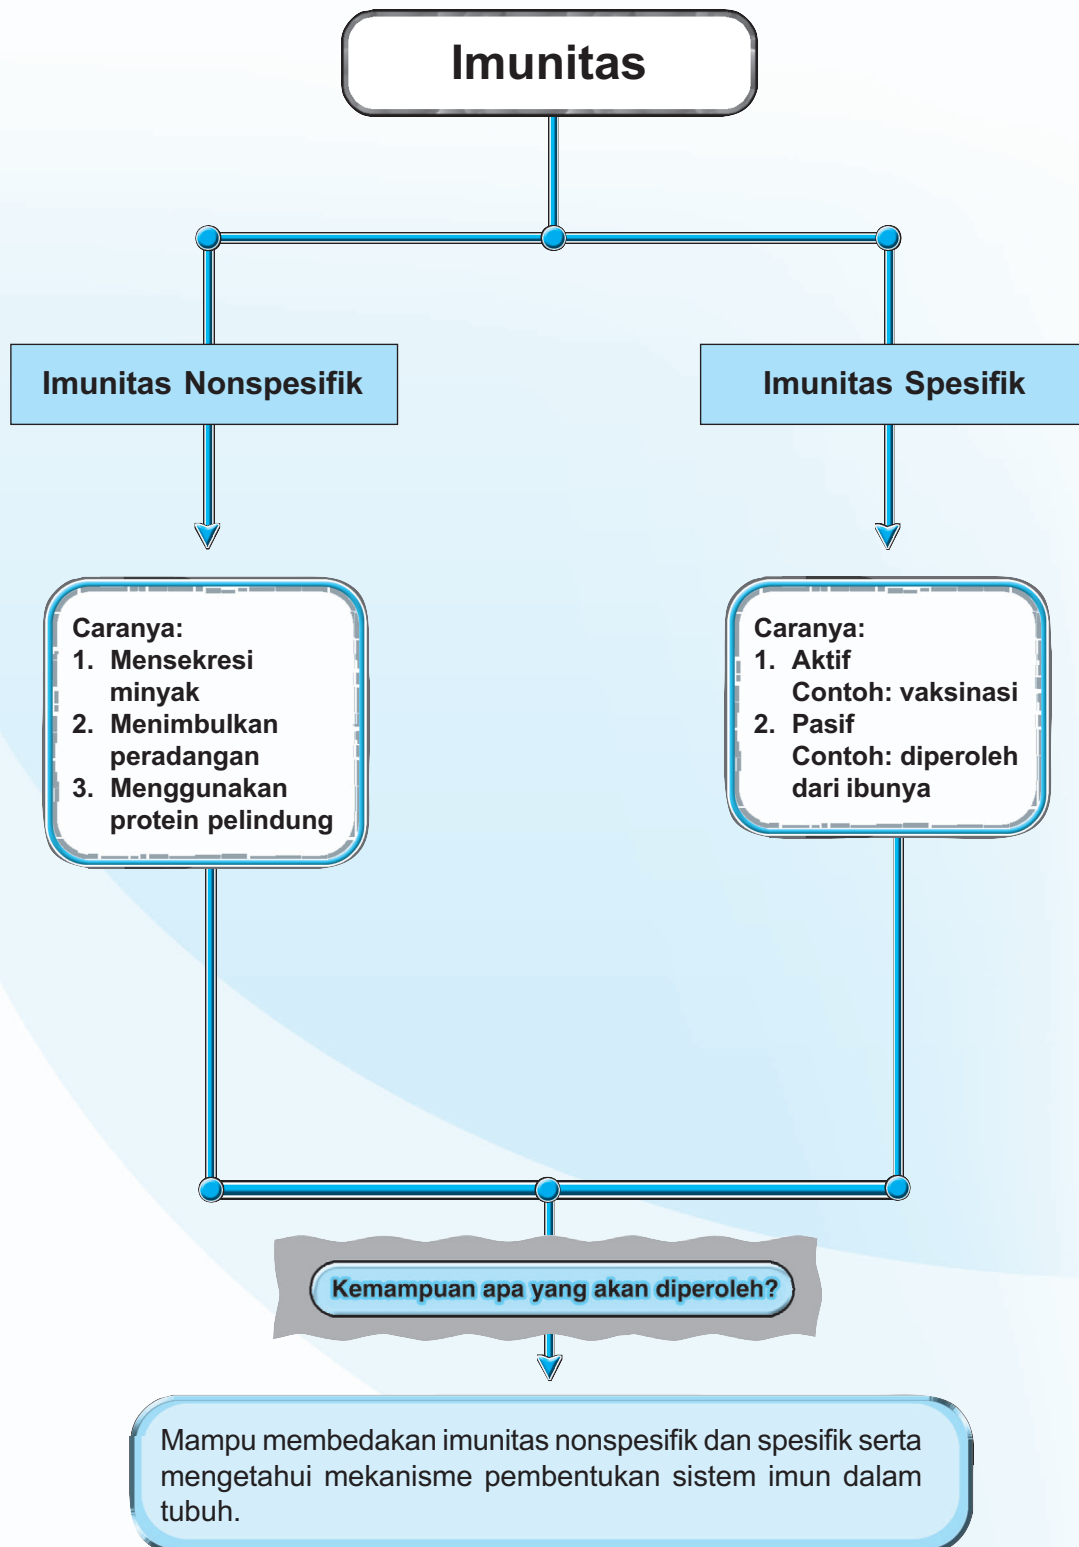 Imunitas
Imunitas Nonspesifik
Imunitas Spesifik
Caranya:
1. Mensekresi
minyak
2. Menimbulkan
peradangan
3. Menggunakan
protein pelindung
Caranya:
1. Aktif
Contoh: vaksinasi
2. Pasif
Contoh: diperoleh
dari ibunya
Kemampuan apa yang akan diperoleh?
Mampu membedakan imunitas nonspesifik dan spesifik serta
mengetahui mekanisme pembentukan sistem imun dalam
tubuh.